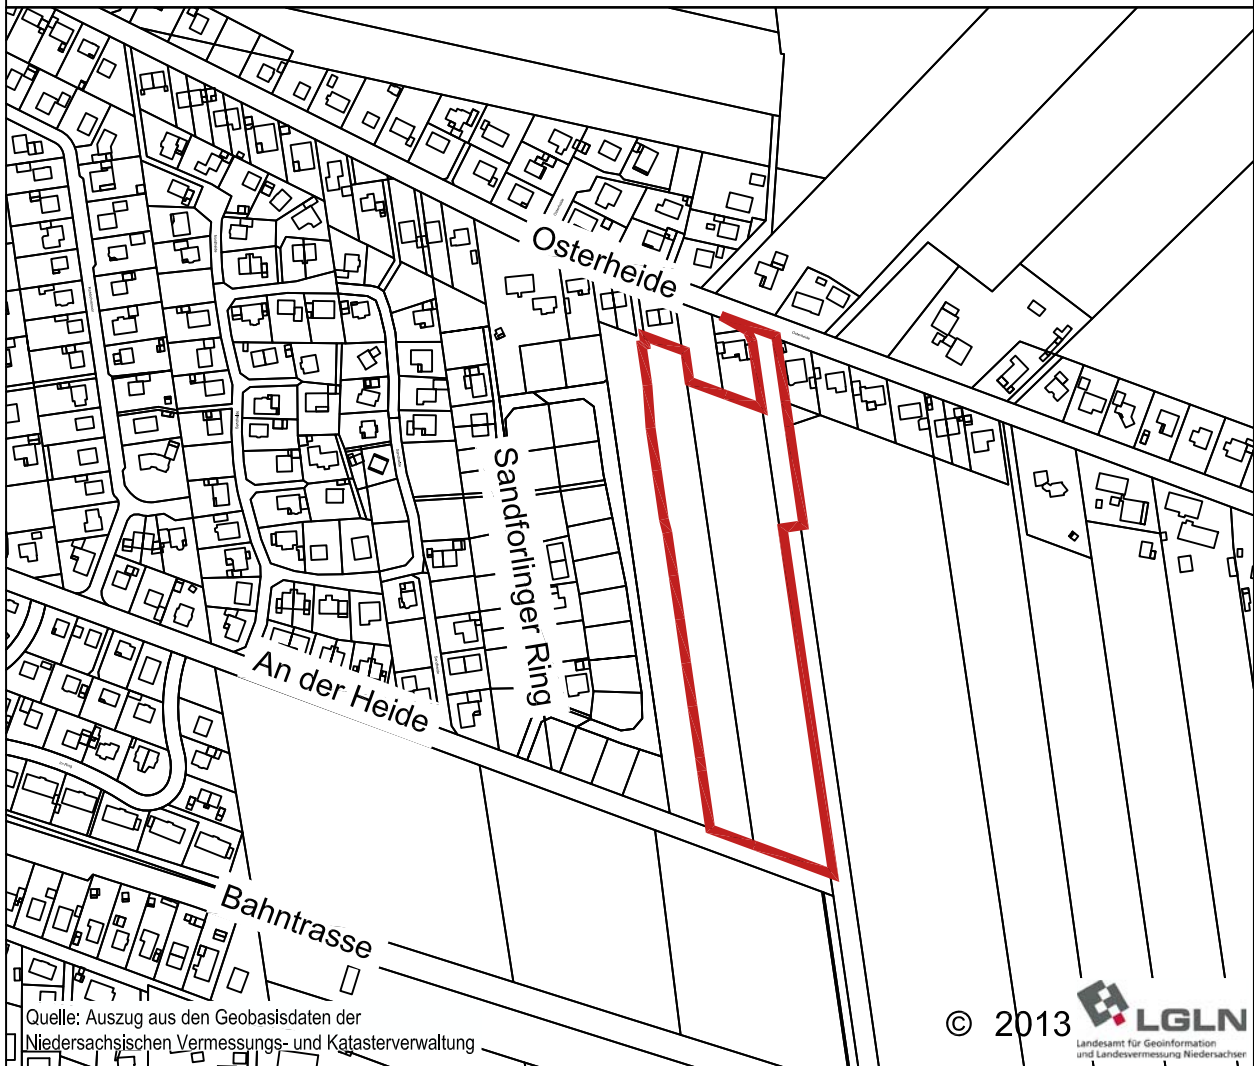 Osterheide
Sandforlinger Ring
An der Heide
Bahntrasse
Quelle: Auszug aus den Geobasisdaten der
Niedersachsischen Vermessungs- und Katasterverwaltung
© 2013
LGLN
Landesamt für Geoinformation
und Landesvermessung Niedersachsen